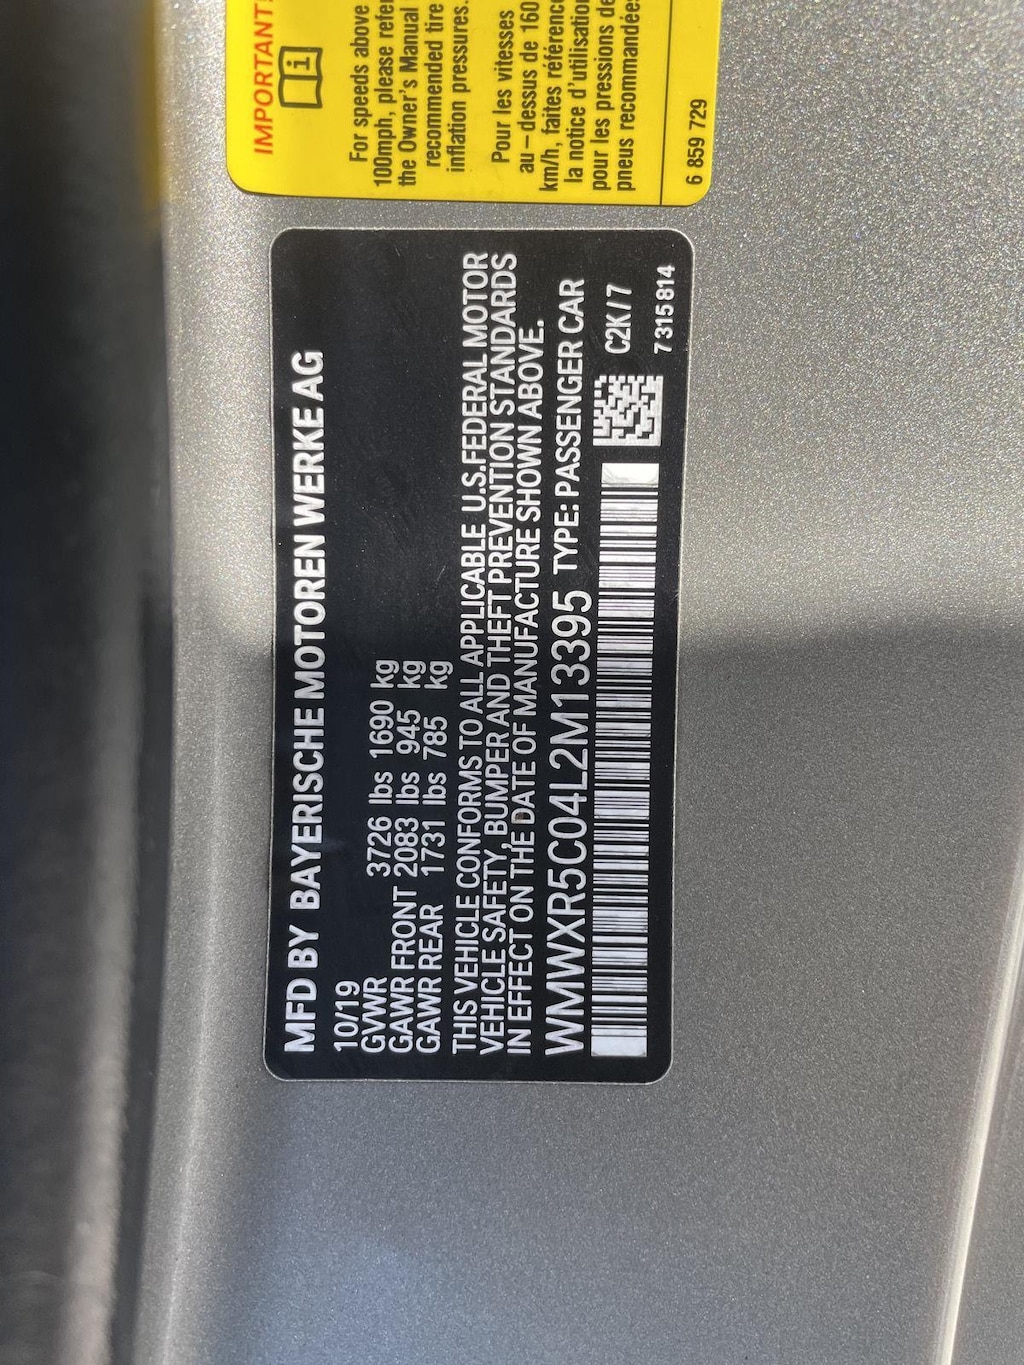 IMPORTANT:
i
For speeds above
100mph, please refer
the Owner's Manual
recommended tire
inflation pressures.
Pour les vitesses
au-dessus de 160
km/h, faites référence
la notice d'utilisation
pour les pressions de
pneus recommandées
6 859 729
MFD BY BAYERISCHE MOTOREN WERKE AG
10/19
GVWR 3726 lbs 1690 kg
GAWR FRONT 2083 lbs 945 kg
GAWR REAR 1731 lbs 785 kg
THIS VEHICLE CONFORMS TO ALL APPLICABLE U.S.FEDERAL MOTOR
VEHICLE SAFETY, BUMPER AND THEFT PREVENTION STANDARDS
IN EFFECT ON THE DATE OF MANUFACTURE SHOWN ABOVE.
WMWXR5C04L2M13395 TYPE: PASSENGER CAR
C2K/7
7315814